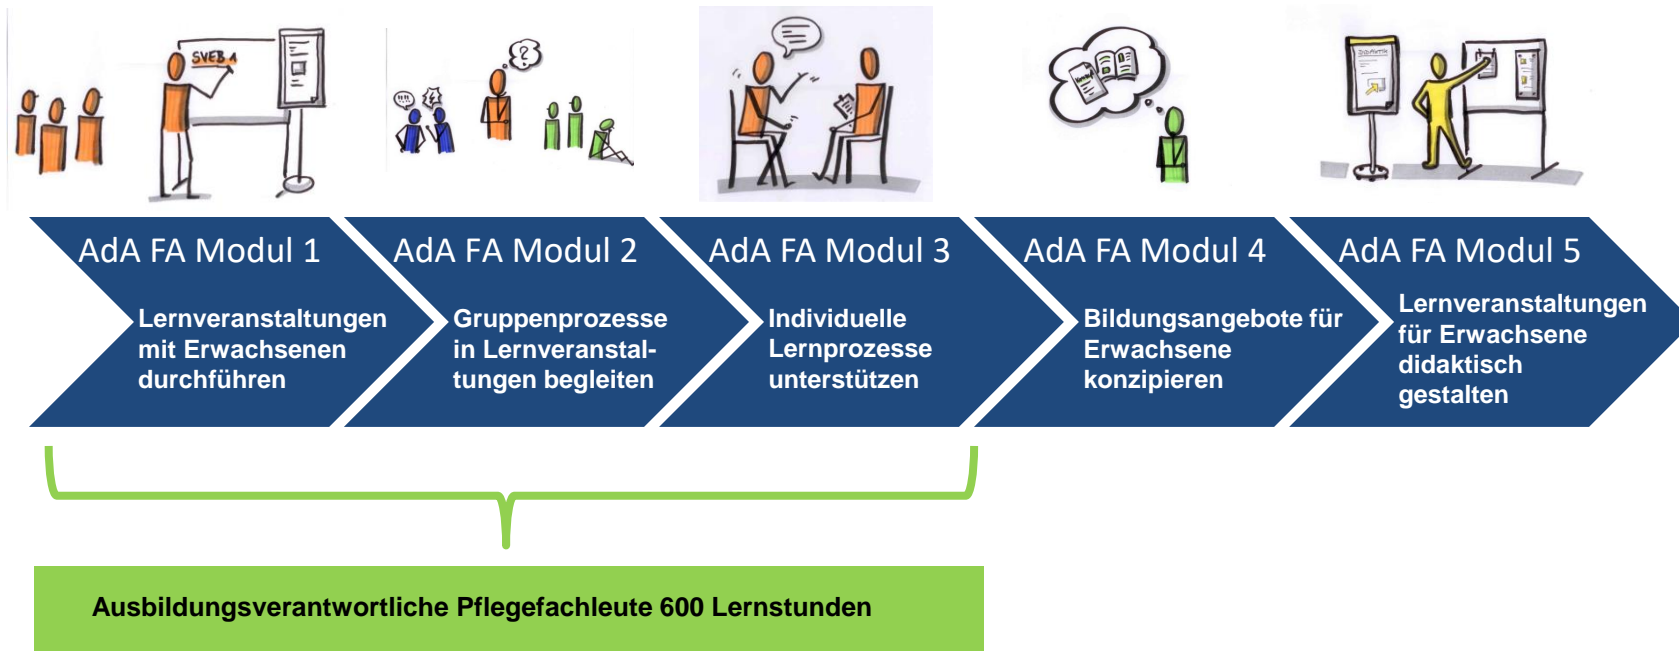 SVEB 1
?
!!!!
DIDAKTIK
AdA FA Modul 1
Lernveranstaltungen
mit Erwachsenen
durchführen
AdA FA Modul 2
Gruppenprozesse
in Lernveranstal-
tungen begleiten
AdA FA Modul 3
Individuelle
Lernprozesse
unterstützen
AdA FA Modul 4
Bildungsangebote für
Erwachsene
konzipieren
AdA FA Modul 5
Lernveranstaltungen
für Erwachsene
didaktisch
gestalten
Ausbildungsverantwortliche Pflegefachleute 600 Lernstunden